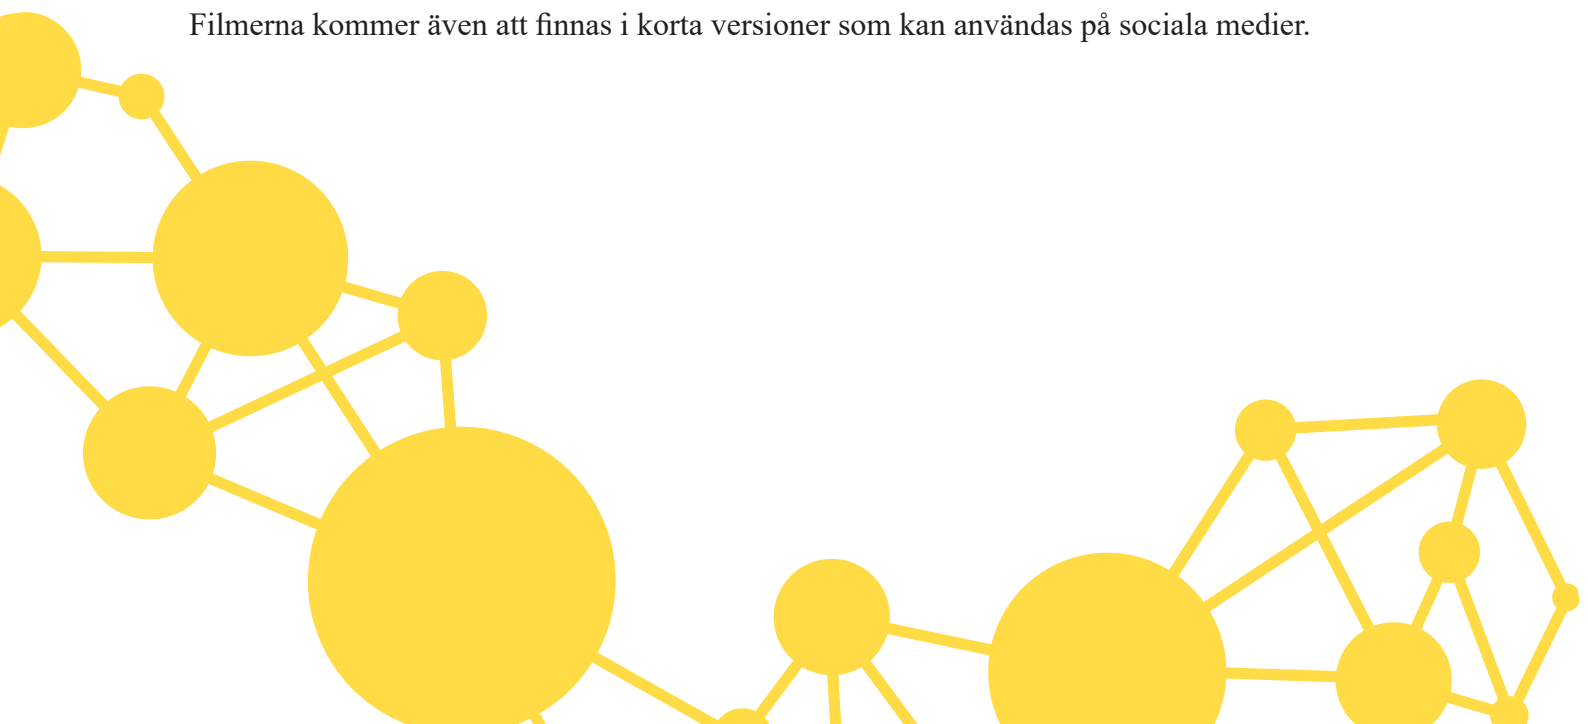 Filmerna kommer även att finnas i korta versioner som kan användas på sociala medier.